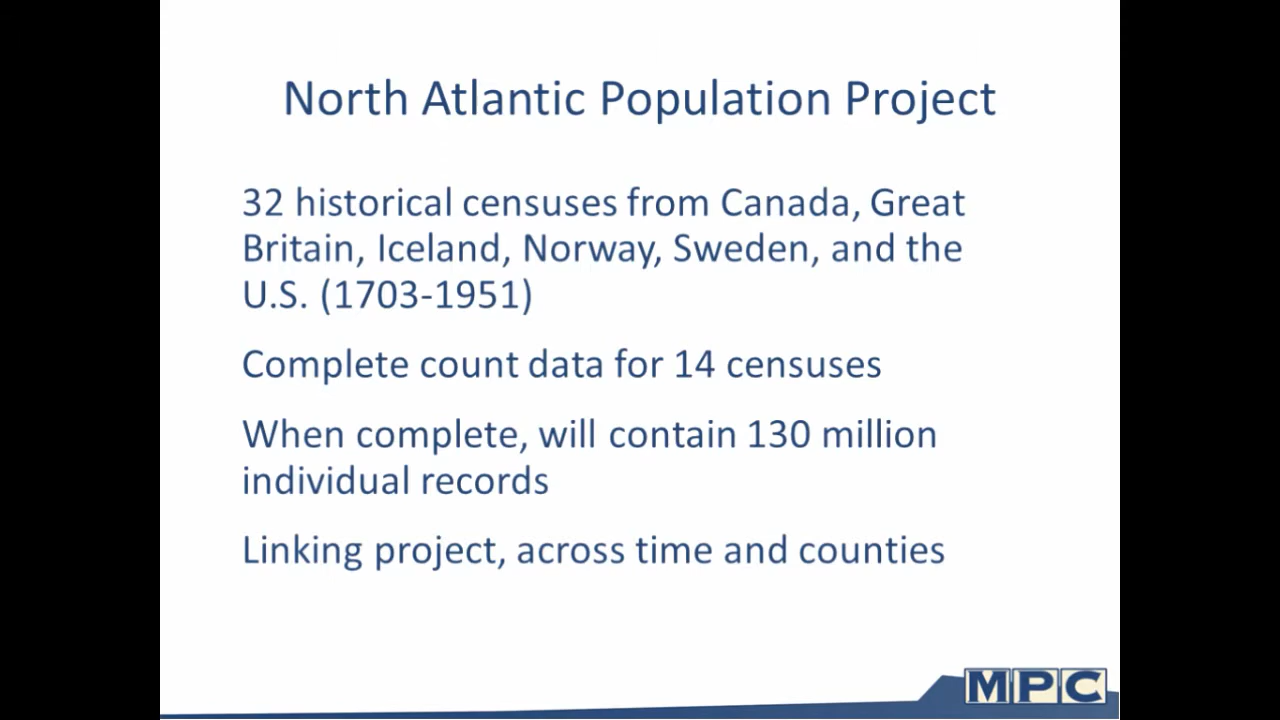 North Atlantic Population Project
32 historical censuses from Canada, Great
Britain, Iceland, Norway, Sweden, and the
U.S. (1703-1951)
Complete count data for 14 censuses
When complete, will contain 130 million
individual records
Linking project, across time and counties
MPC